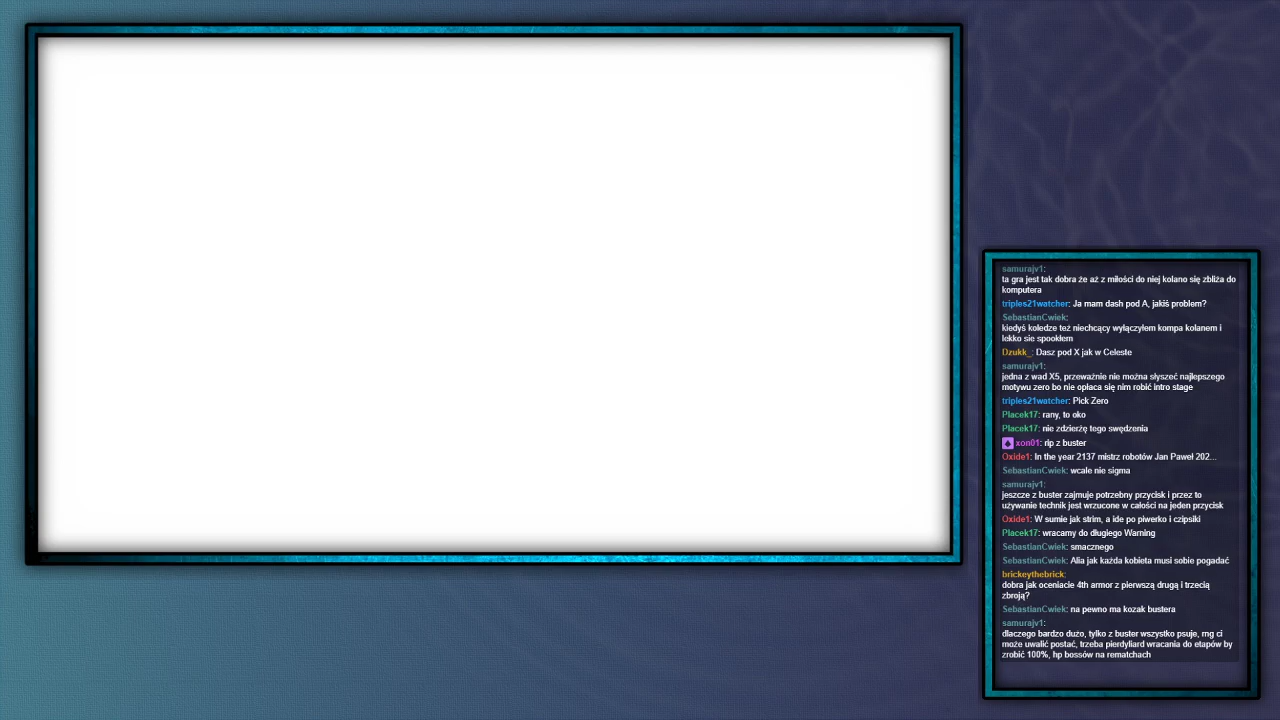 samurajv1:
ta gra jest tak dobra że aż z miłości do niej kolano się zbliża do
komputera
triples21watcher: Ja mam dash pod A, jakiś problem?
SebastianCwiek:
kiedyś koledze też niechcący wyłączyłem kompa kolanem i
lekko sie spookłem
Dzukk_: Dasz pod X jak w Celeste
samurajv1:
jedna z wad X5, przeważnie nie można słyszeć najlepszego
motywu zero bo nie opłaca się nim robić intro stage
triples21watcher: Pick Zero
Placek17: rany, to oko
Placek17: nie zdzierżę tego swędzenia
xon01: rip z buster
Oxide1: In the year 2137 mistrz robotów Jan Paweł 202...
SebastianCwiek: wcale nie sigma
samurajv1:
jeszcze z buster zajmuje potrzebny przycisk i przez to
używanie technik jest wrzucone w całości na jeden przycisk
Oxide1: W sumie jak strim, a ide po piwerko i czipsiki
Placek17: wracamy do długiego Warning
SebastianCwiek: smacznego
SebastianCwiek: Alia jak każda kobieta musi sobie pogadać
brickeythebrick:
dobra jak oceniacie 4th armor z pierwszą drugą i trzecią
zbroją?
SebastianCwiek: na pewno ma kozak bustera
samurajv1:
dlaczego bardzo dużo, tylko z buster wszystko psuje, rng ci
może uwalić postać, trzeba pierdyliard wracania do etapów by
zrobić 100%, hp bossów na rematchach